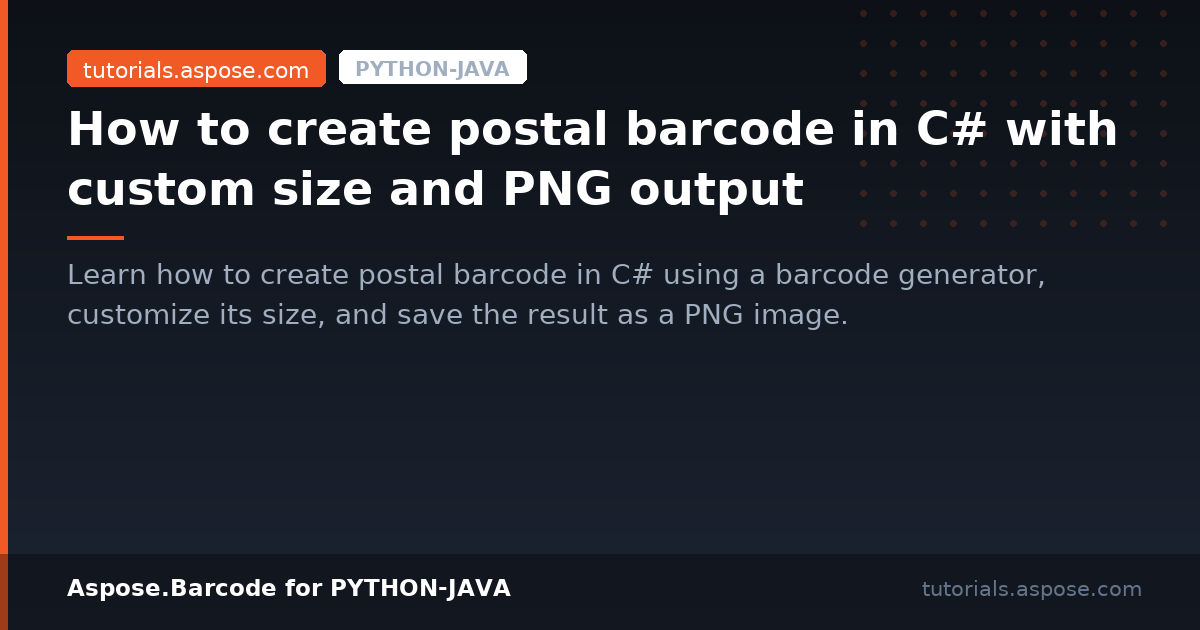 tutorials.aspose.com
PYTHON-JAVA
How to create postal barcode in C# with
custom size and PNG output
Learn how to create postal barcode in C# using a barcode generator,
customize its size, and save the result as a PNG image.
Aspose.Barcode for PYTHON-JAVA
tutorials.aspose.com